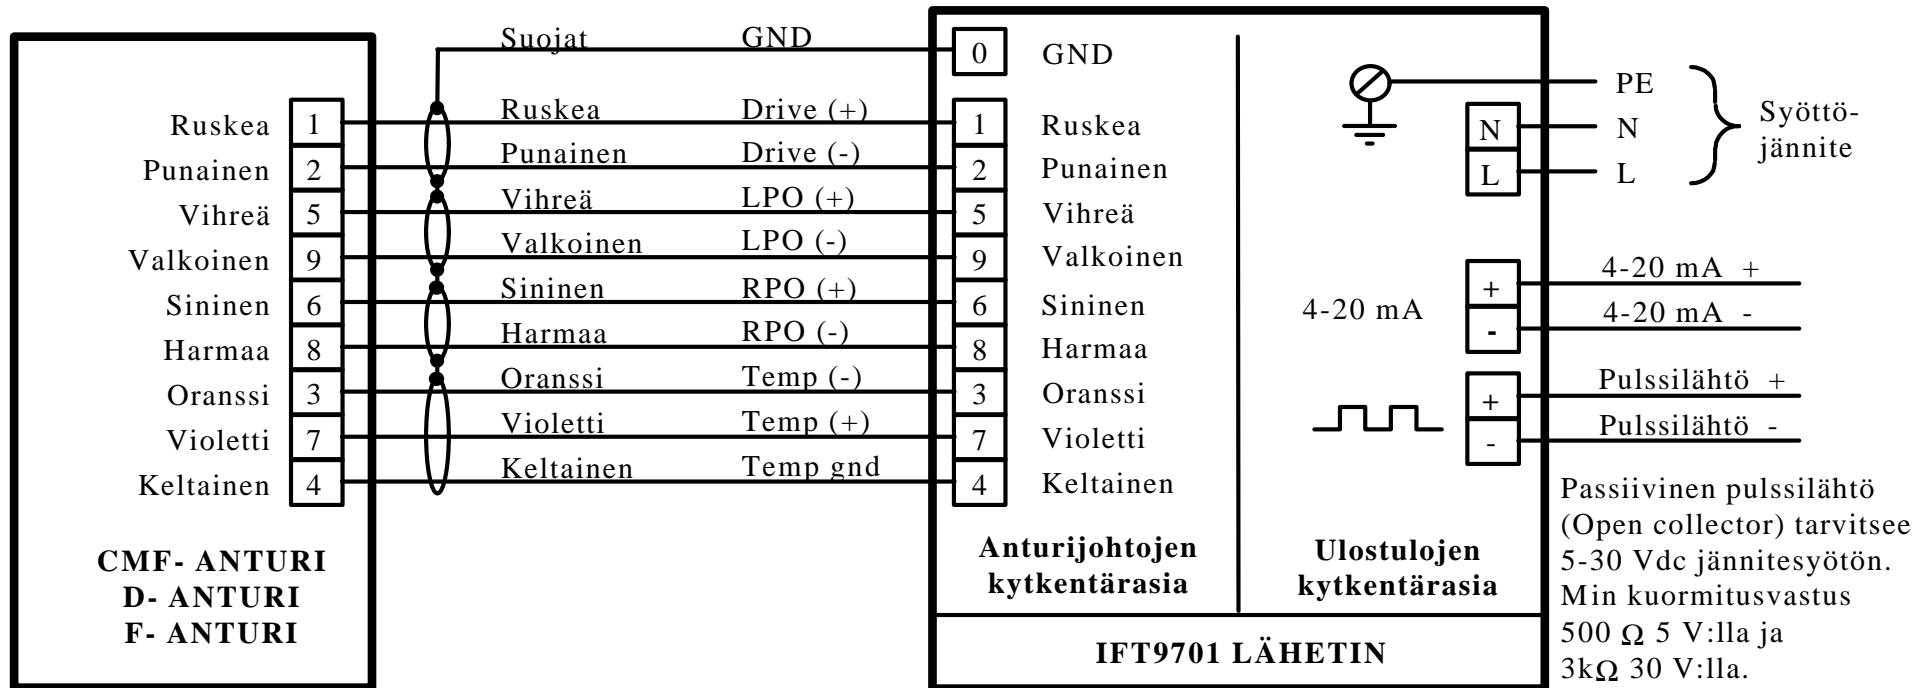 Suojat GND
0 GND
Ruskea 1
Punainen 2
Vihreä 5
Valkoinen 9
Sininen 6
Harmaa 8
Oranssi 3
Violetti 7
Keltainen 4
CMF- ANTURI
D- ANTURI
F- ANTURI
Ruskea Drive (+)
Punainen Drive (-)
Vihreä LPO (+)
Valkoinen LPO (-)
Sininen RPO (+)
Harmaa RPO (-)
Oranssi Temp (-)
Violetti Temp (+)
Keltainen Temp gnd
1 Ruskea
2 Punainen
5 Vihreä
9 Valkoinen
6 Sininen
8 Harmaa
3 Oranssi
7 Violetti
4 Keltainen
Anturijohtojen
kytkentärasia
PE
N N
L L
Syöttö-
jännite
4-20 mA
+ 4-20 mA +
- 4-20 mA -
+ Pulssilähtö +
- Pulssilähtö -
Ulostulojen
kytkentärasia
IFT9701 LÄHETIN
Passiivinen pulssilähtö
(Open collector) tarvitsee
5-30 Vdc jännitesyötön.
Min kuormitusvastus
500 Ω 5 V:lla ja
3kΩ 30 V:lla.